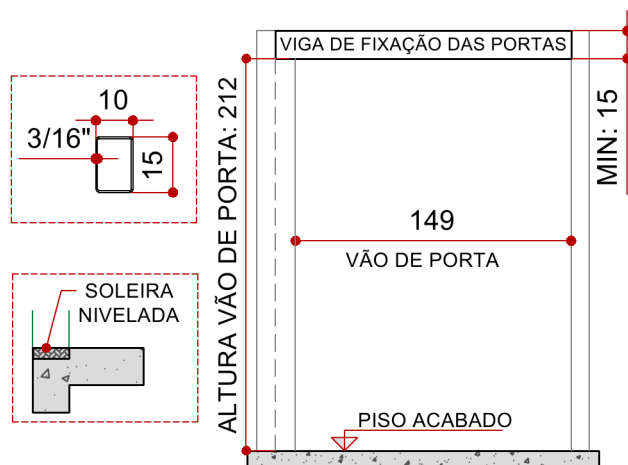 VIGA DE FIXAÇÃO DAS PORTAS
10
3/16"
15
ALTURA VÃO DE PORTA: 212
MIN: 15
149
VÃO DE PORTA
SOLEIRA
NIVELADA
PISO ACABADO